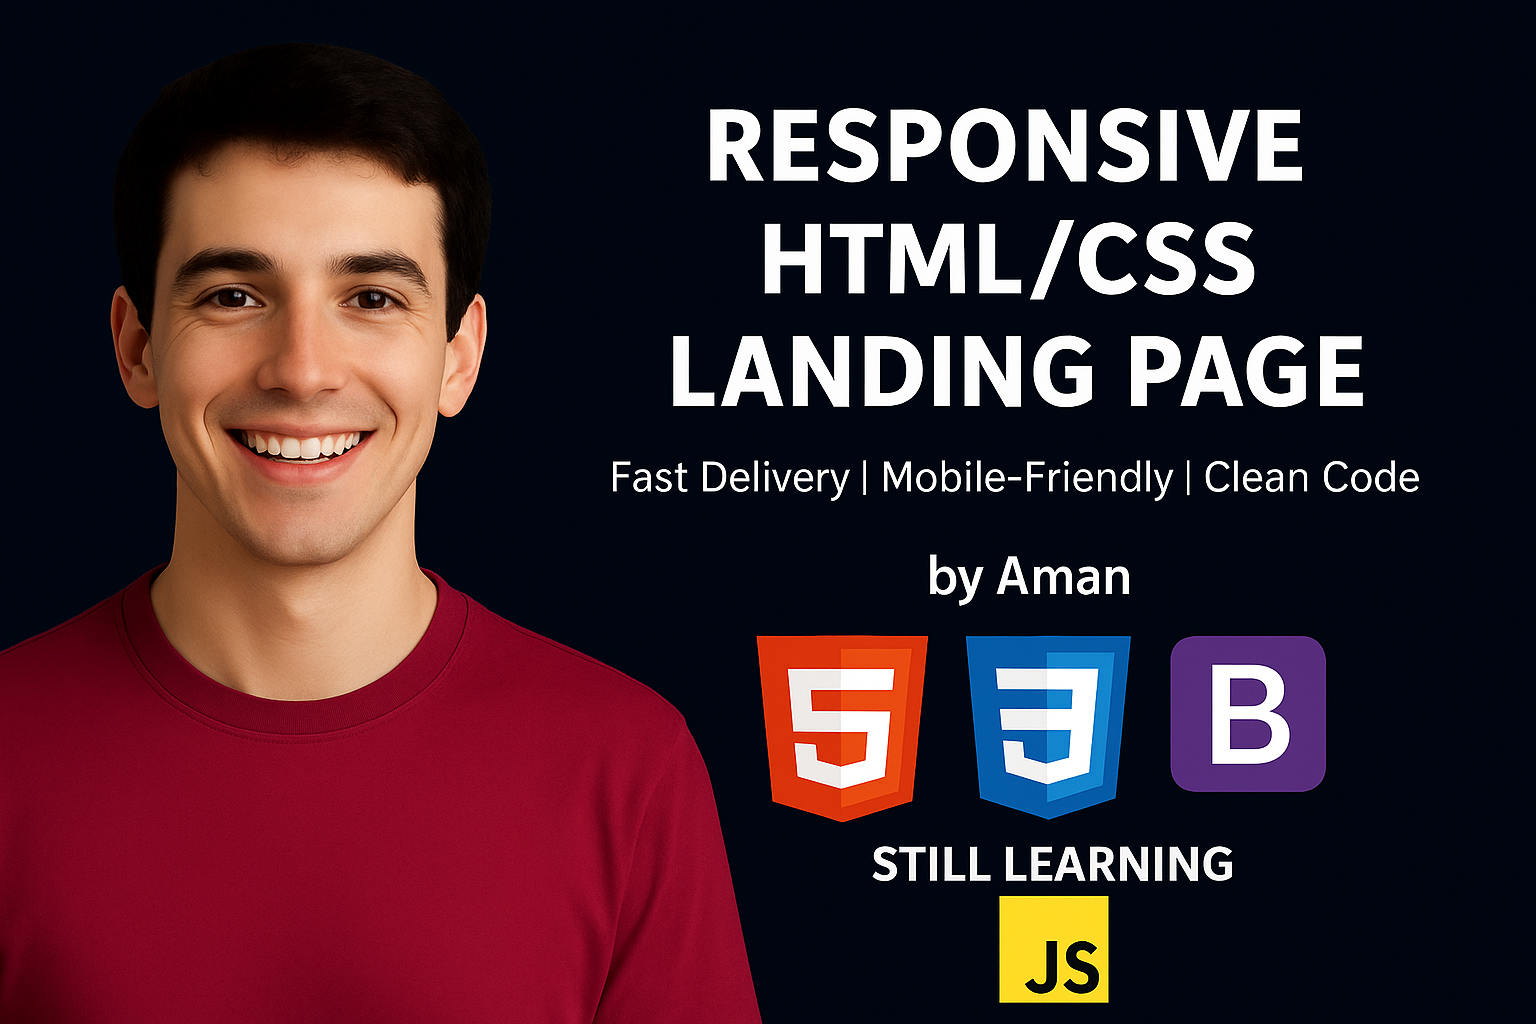 RESPONSIVE
HTML/CSS
LANDING PAGE
Fast Delivery | Mobile-Friendly | Clean Code
by Aman
5
3
B
STILL LEARNING
JS